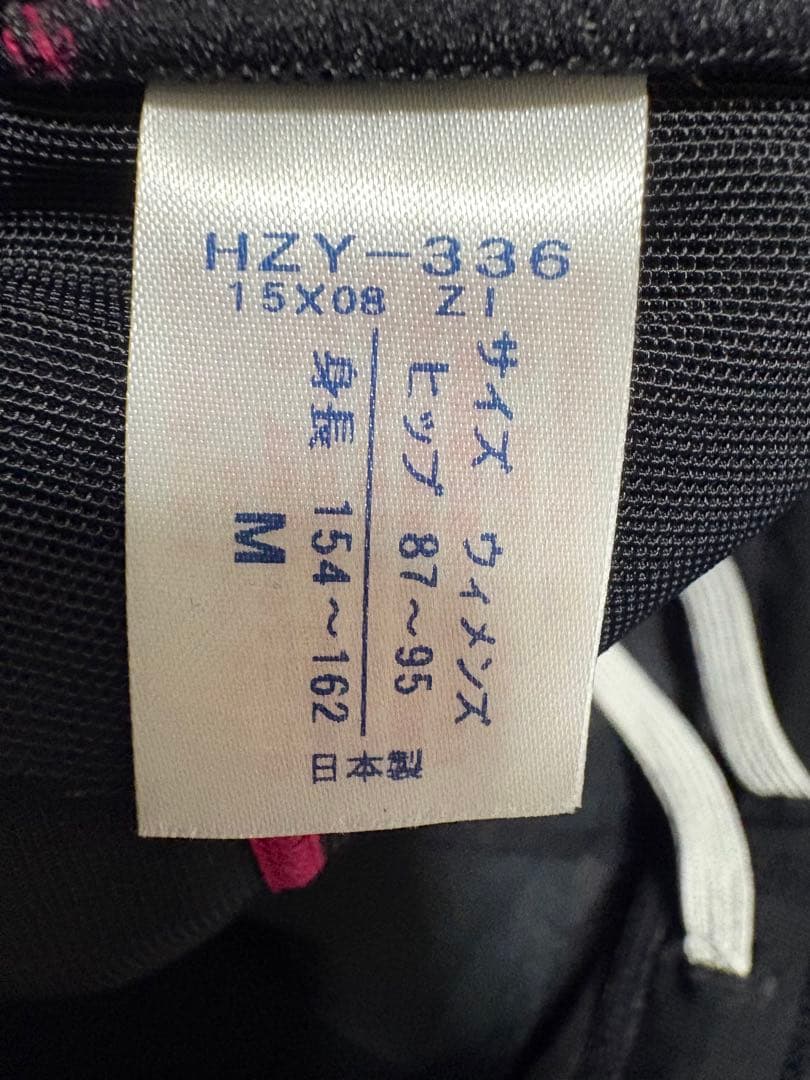 HZY-336
15X08 Z1
サイズ ウィメンズ
ヒップ 87〜95
身長 154〜162
M
日本製